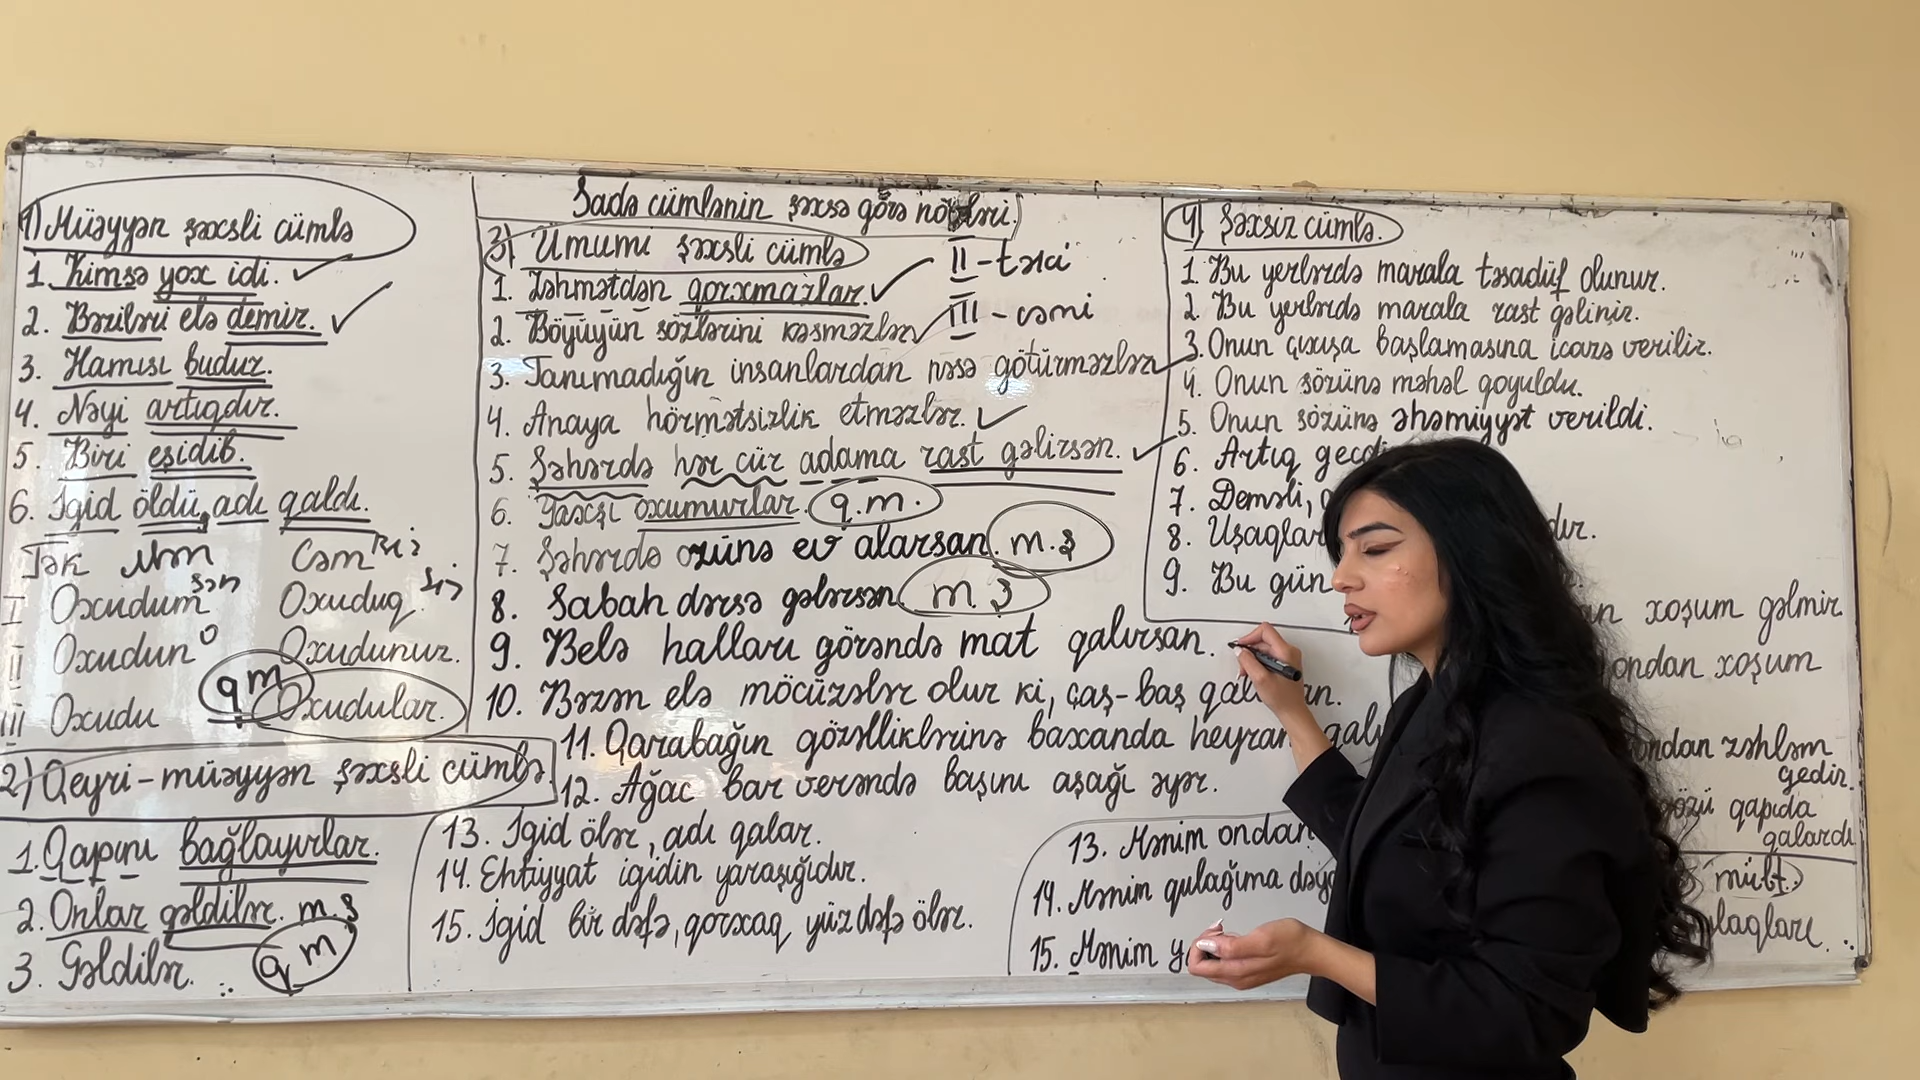 Sadə cümlənin şəxsə görə növləri.
1) Müəyyən şəxsli cümlə
1. Kimsə yox idi. ✓
2. Bəziləri elə demir. ✓
3. Hamısı budur.
4. Nəyi artıqdır.
5. Biri eşidib.
6. İgid öldü, adı qaldı.
Tək Mən Cəm Biz
I Oxudum sən Oxuduq siz
II Oxudun o Oxudunuz.
III Oxudu q m Oxudular.
2) Qeyri-müəyyən şəxsli cümlə.
1. Qapını bağlayırlar.
2. Onlar gəldilər. m.ş
3. Gəldilər. q m
3) Ümumi şəxsli cümlə
II - təki
III - cəmi
1. Zəhmətdən qorxmazlar. ✓
2. Böyüyün sözlərini kəsməzlər ✓
3. Tanımadığın insanlardan nəsə götürməzlər ✓
4. Anaya hörmətsizlik etməzlər. ✓
5. Şəhərdə hər cür adama rast gəlirsən. ✓
6. Yaxşı oxumurlar. q.m.
7. Şəhərdə özünə ev alarsan. m.ş
8. Sabah dərsə gələrsən. m.ş
9. Belə halları görəndə mat qalırsan.
10. Bəzən elə möcüzələr olur ki, çaş-baş
11. Qarabağın gözəlliklərinə baxanda heyran
12. Ağac bar verəndə başını aşağı əyər.
13. İgid ölər, adı qalar.
14. Ehtiyyat igidin yaraşığıdır.
15. İgid bir dəfə, qorxaq yüz dəfə ölər.
4) Şəxsiz cümlə.
1. Bu yerlərdə marala təsadüf olunur.
2. Bu yerlərdə marala rast gəlinir.
3. Onun çıxışa başlamasına icazə verilir.
4. Onun sözünə məhəl qoyuldu.
5. Onun sözünə əhəmiyyət verildi.
6. Artıq
7. Deməli,
8. Uşaqlar
9. Bu gün
xoşum gəlmir
ondan xoşum
ondan zəhləm
gedir.
gözü qapıda
qalardı
13. Mənim ondan
14. Mənim qulağıma
mübt.
15. Mənim